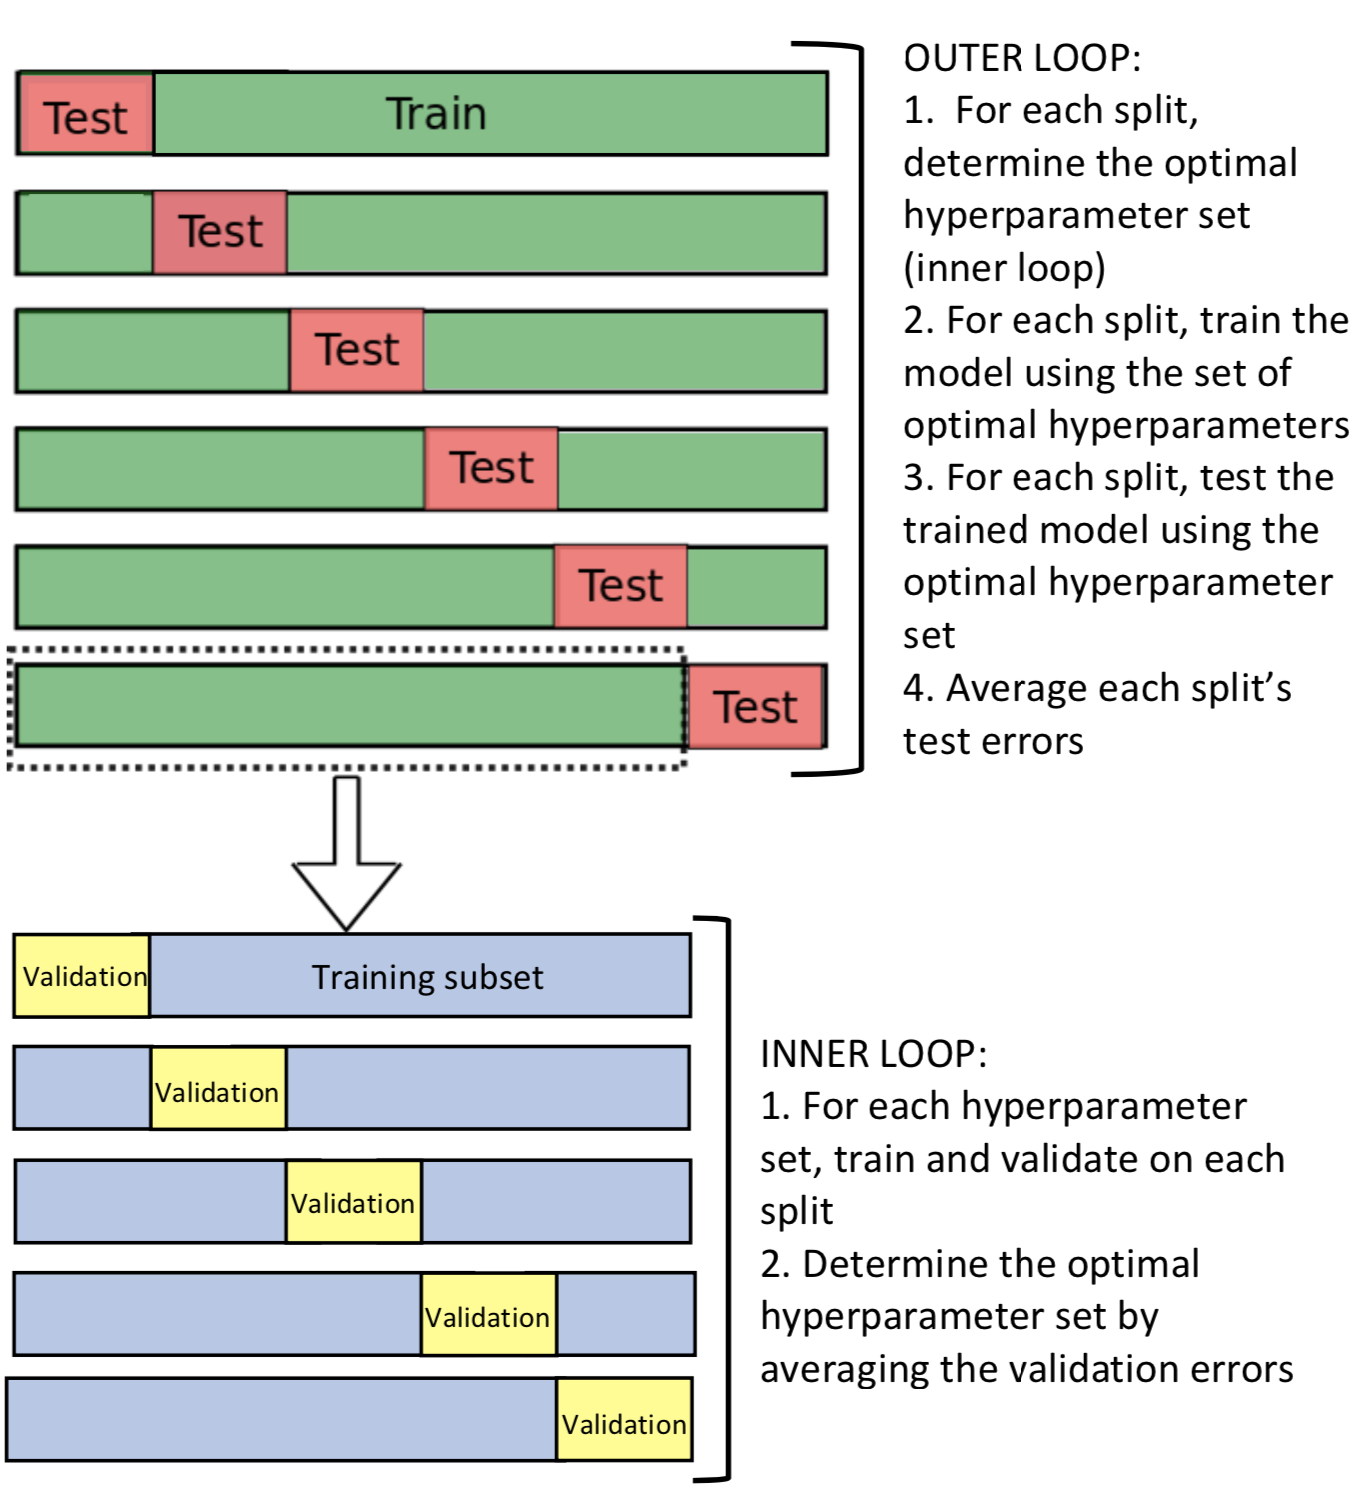 OUTER LOOP:
1.  For each split,
determine the optimal
hyperparameter set
(inner loop)
2. For each split, train the
model using the set of
optimal hyperparameters
3. For each split, test the
trained model using the
optimal hyperparameter
set
4. Average each split’s
test errors
Test Train
Test
Test
Test
Test
Test
Validation Training subset
Validation
Validation
Validation
Validation
INNER LOOP:
1. For each hyperparameter
set, train and validate on each
split
2. Determine the optimal
hyperparameter set by
averaging the validation errors